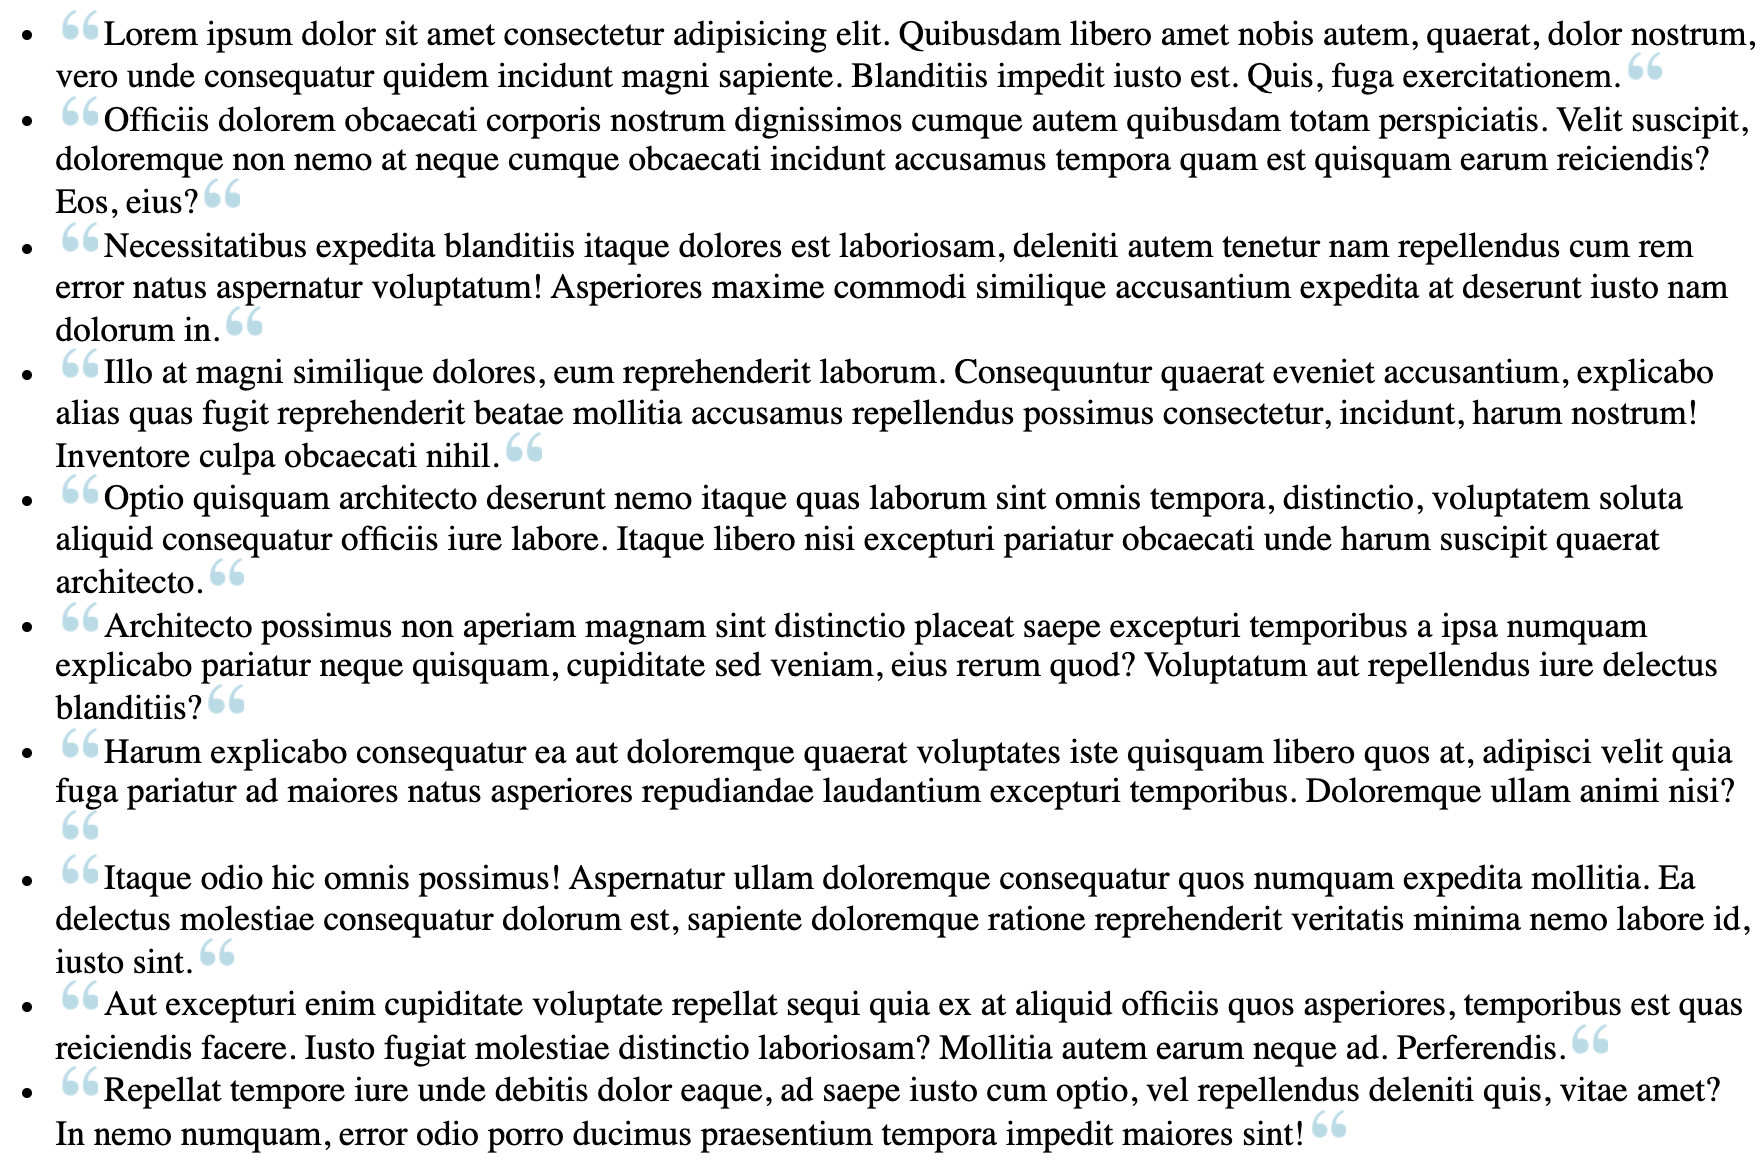 • “Lorem ipsum dolor sit amet consectetur adipisicing elit. Quibusdam libero amet nobis autem, quaerat, dolor nostrum,
vero unde consequatur quidem incidunt magni sapiente. Blanditiis impedit iusto est. Quis, fuga exercitationem.“
• “Officiis dolorem obcaecati corporis nostrum dignissimos cumque autem quibusdam totam perspiciatis. Velit suscipit,
doloremque non nemo at neque cumque obcaecati incidunt accusamus tempora quam est quisquam earum reiciendis?
Eos, eius?“
• “Necessitatibus expedita blanditiis itaque dolores est laboriosam, deleniti autem tenetur nam repellendus cum rem
error natus aspernatur voluptatum! Asperiores maxime commodi similique accusantium expedita at deserunt iusto nam
dolorum in.“
• “Illo at magni similique dolores, eum reprehenderit laborum. Consequuntur quaerat eveniet accusantium, explicabo
alias quas fugit reprehenderit beatae mollitia accusamus repellendus possimus consectetur, incidunt, harum nostrum!
Inventore culpa obcaecati nihil.“
• “Optio quisquam architecto deserunt nemo itaque quas laborum sint omnis tempora, distinctio, voluptatem soluta
aliquid consequatur officiis iure labore. Itaque libero nisi excepturi pariatur obcaecati unde harum suscipit quaerat
architecto.“
• “Architecto possimus non aperiam magnam sint distinctio placeat saepe excepturi temporibus a ipsa numquam
explicabo pariatur neque quisquam, cupiditate sed veniam, eius rerum quod? Voluptatum aut repellendus iure delectus
blanditiis?“
• “Harum explicabo consequatur ea aut doloremque quaerat voluptates iste quisquam libero quos at, adipisci velit quia
fuga pariatur ad maiores natus asperiores repudiandae laudantium excepturi temporibus. Doloremque ullam animi nisi?
“
• “Itaque odio hic omnis possimus! Aspernatur ullam doloremque consequatur quos numquam expedita mollitia. Ea
delectus molestiae consequatur dolorum est, sapiente doloremque ratione reprehenderit veritatis minima nemo labore id,
iusto sint.“
• “Aut excepturi enim cupiditate voluptate repellat sequi quia ex at aliquid officiis quos asperiores, temporibus est quas
reiciendis facere. Iusto fugiat molestiae distinctio laboriosam? Mollitia autem earum neque ad. Perferendis.“
• “Repellat tempore iure unde debitis dolor eaque, ad saepe iusto cum optio, vel repellendus deleniti quis, vitae amet?
In nemo numquam, error odio porro ducimus praesentium tempora impedit maiores sint!“